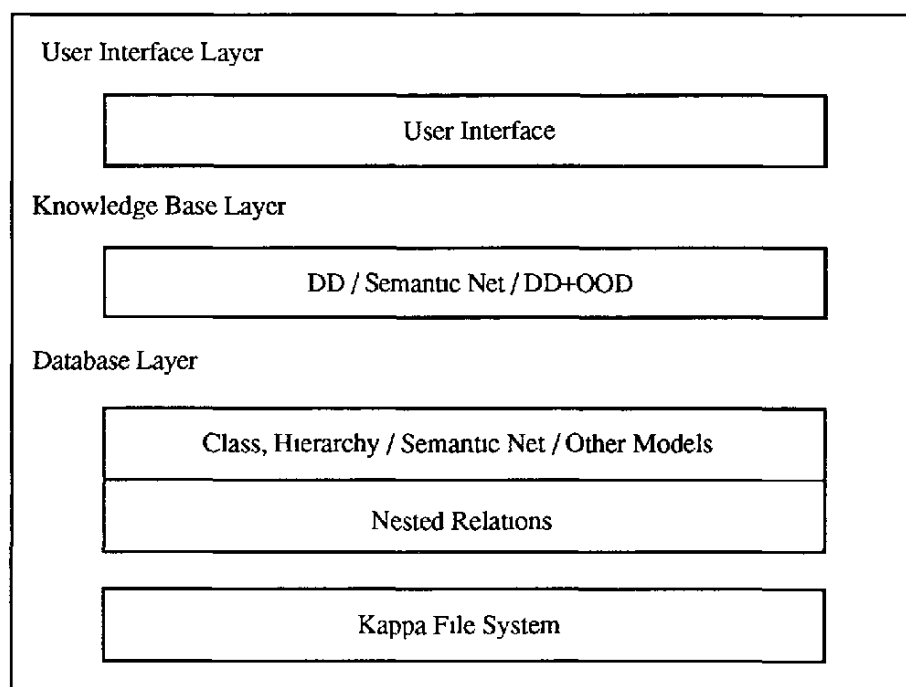 User Interface Layer
User Interface
Knowledge Base Layer
DD / Semantic Net / DD+OOD
Database Layer
Class, Hierarchy / Semantic Net / Other Models
Nested Relations
Kappa File System